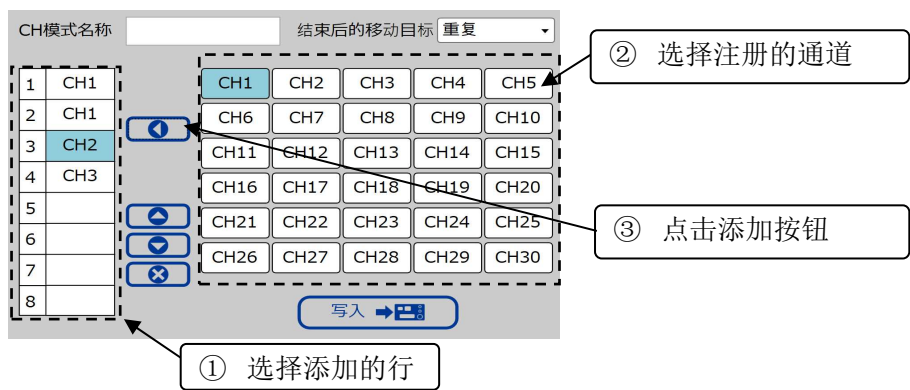 CH模式名称 结束后的移动目标 重复
② 选择注册的通道
1 CH1 CH1 CH2 CH3 CH4 CH5
2 CH1 CH6 CH7 CH8 CH9 CH10
3 CH2 CH11 CH12 CH13 CH14 CH15
4 CH3 CH16 CH17 CH18 CH19 CH20
5 CH21 CH22 CH23 CH24 CH25
③ 点击添加按钮
6 CH26 CH27 CH28 CH29 CH30
7
8 写入
① 选择添加的行